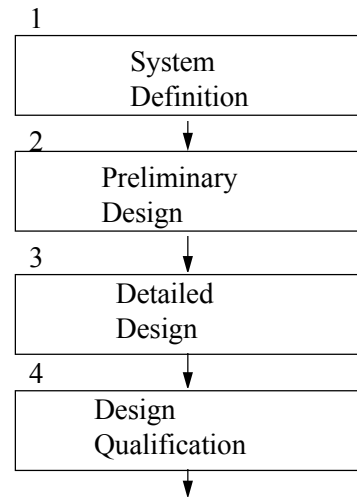 1
System
Definition
2
Preliminary
Design
3
Detailed
Design
4
Design
Qualification